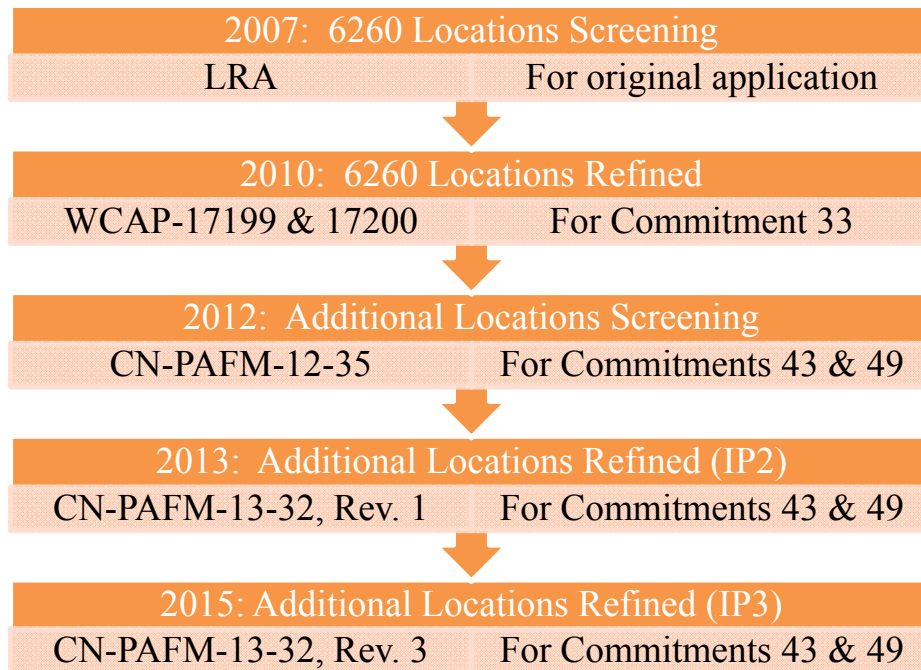 2007:  6260 Locations Screening
LRA For original application
2010:  6260 Locations Refined
WCAP-17199 & 17200 For Commitment 33
2012:  Additional Locations Screening
CN-PAFM-12-35 For Commitments 43 & 49
2013:  Additional Locations Refined (IP2)
CN-PAFM-13-32, Rev. 1 For Commitments 43 & 49
2015: Additional Locations Refined (IP3)
CN-PAFM-13-32, Rev. 3 For Commitments 43 & 49